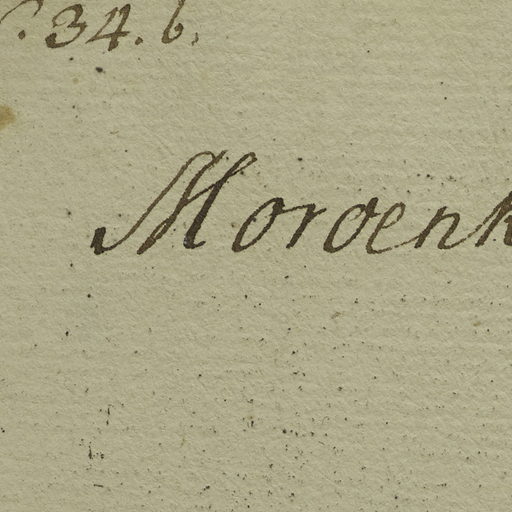 . 34. b.
Moroenk